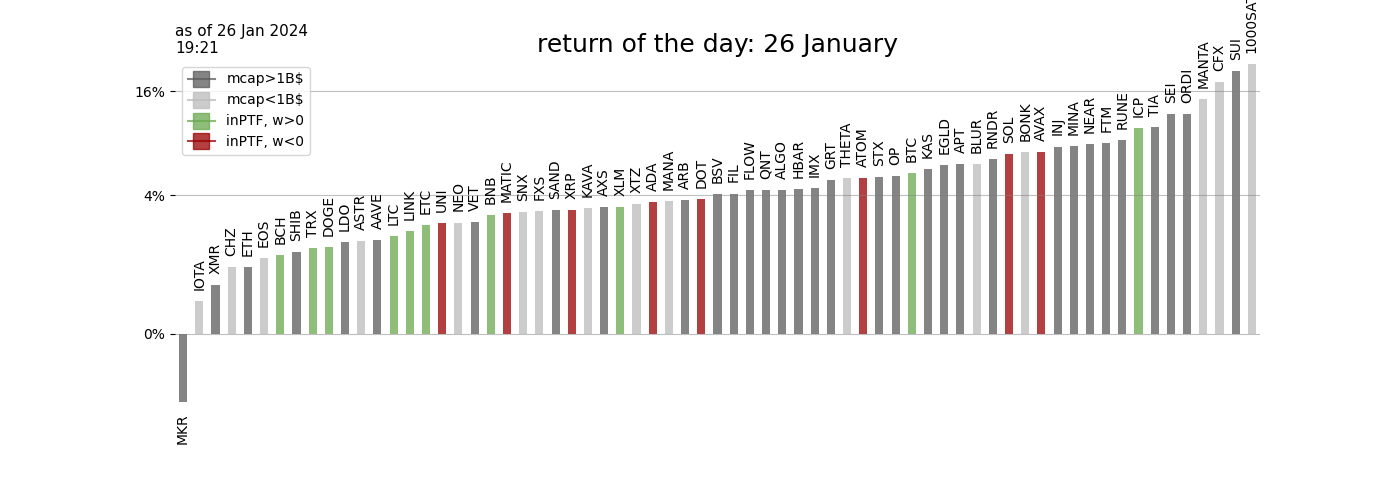 as of 26 Jan 2024
19:21
return of the day: 26 January
mcap>1B$
mcap<1B$
inPTF, w>0
inPTF, w<0
16%
4%
0%
MKR
IOTA
XMR
CHZ
ETH
EOS
BCH
SHIB
TRX
DOGE
LDO
ASTR
AAVE
LTC
LINK
ETC
UNI
NEO
VET
BNB
MATIC
SNX
FXS
SAND
XRP
KAVA
AXS
XLM
XTZ
ADA
MANA
ARB
DOT
BSV
FIL
FLOW
QNT
ALGO
HBAR
IMX
GRT
THETA
ATOM
STX
OP
BTC
KAS
EGLD
APT
BLUR
RNDR
SOL
BONK
AVAX
INJ
MINA
NEAR
FTM
RUNE
ICP
TIA
SEI
ORDI
MANTA
CFX
SUI